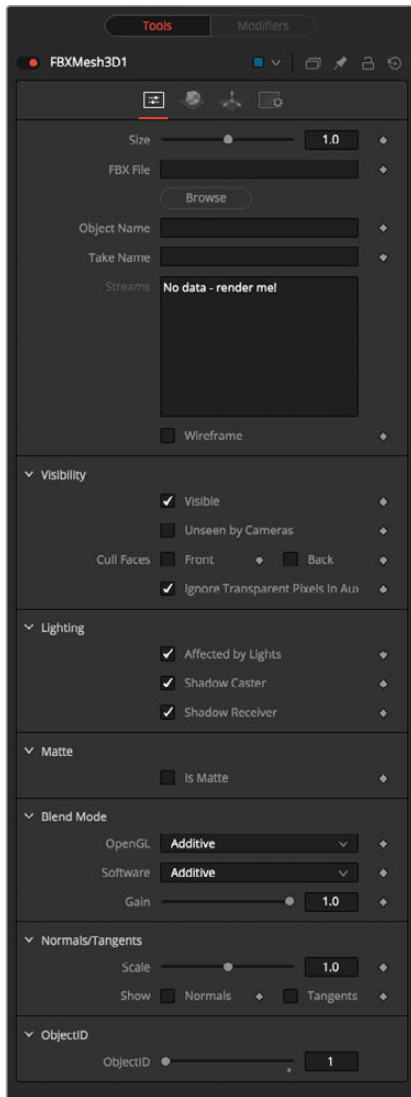 Tools Modifiers
FBXMesh3D1
Size 1.0
FBX File
Browse
Object Name
Take Name
Streams No data - render me!
Wireframe
Visibility
Visible
Unseen by Cameras
Cull Faces Front Back
Ignore Transparent Pixels In Aux
Lighting
Affected by Lights
Shadow Caster
Shadow Receiver
Matte
Is Matte
Blend Mode
OpenGL Additive
Software Additive
Gain 1.0
Normals/Tangents
Scale 1.0
Show Normals Tangents
ObjectID
ObjectID 1